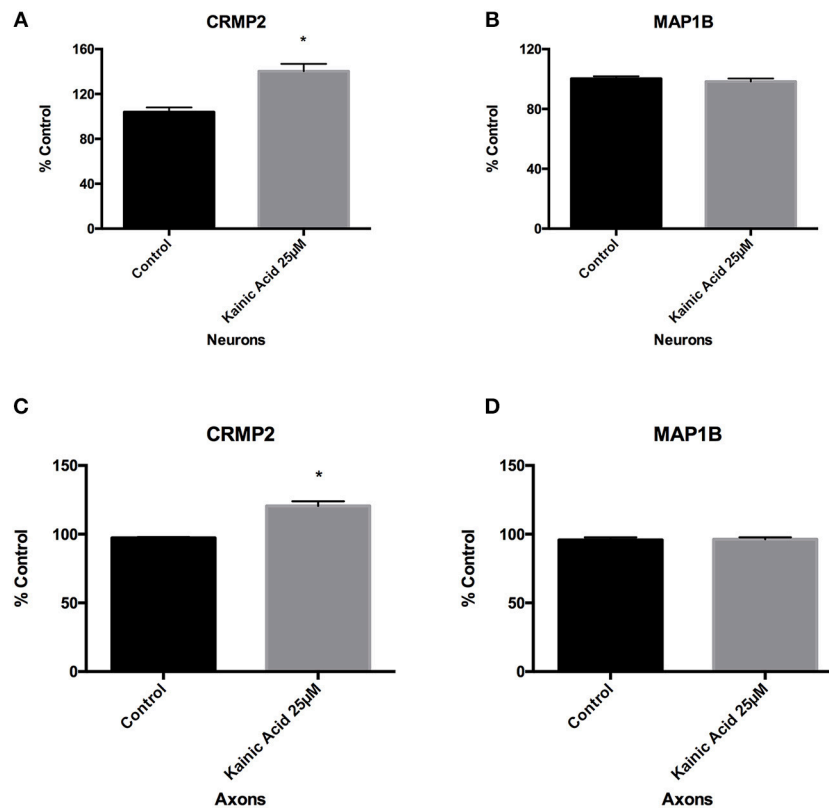 A
CRMP2
*
160
120
80
40
0
% Control
Control
Kainic Acid 25µM
Neurons
B
MAP1B
120
80
40
0
% Control
Control
Kainic Acid 25µM
Neurons
C
CRMP2
*
150
100
50
0
% Control
Control
Kainic Acid 25µM
Axons
D
MAP1B
150
100
50
0
% Control
Control
Kainic Acid 25µM
Axons